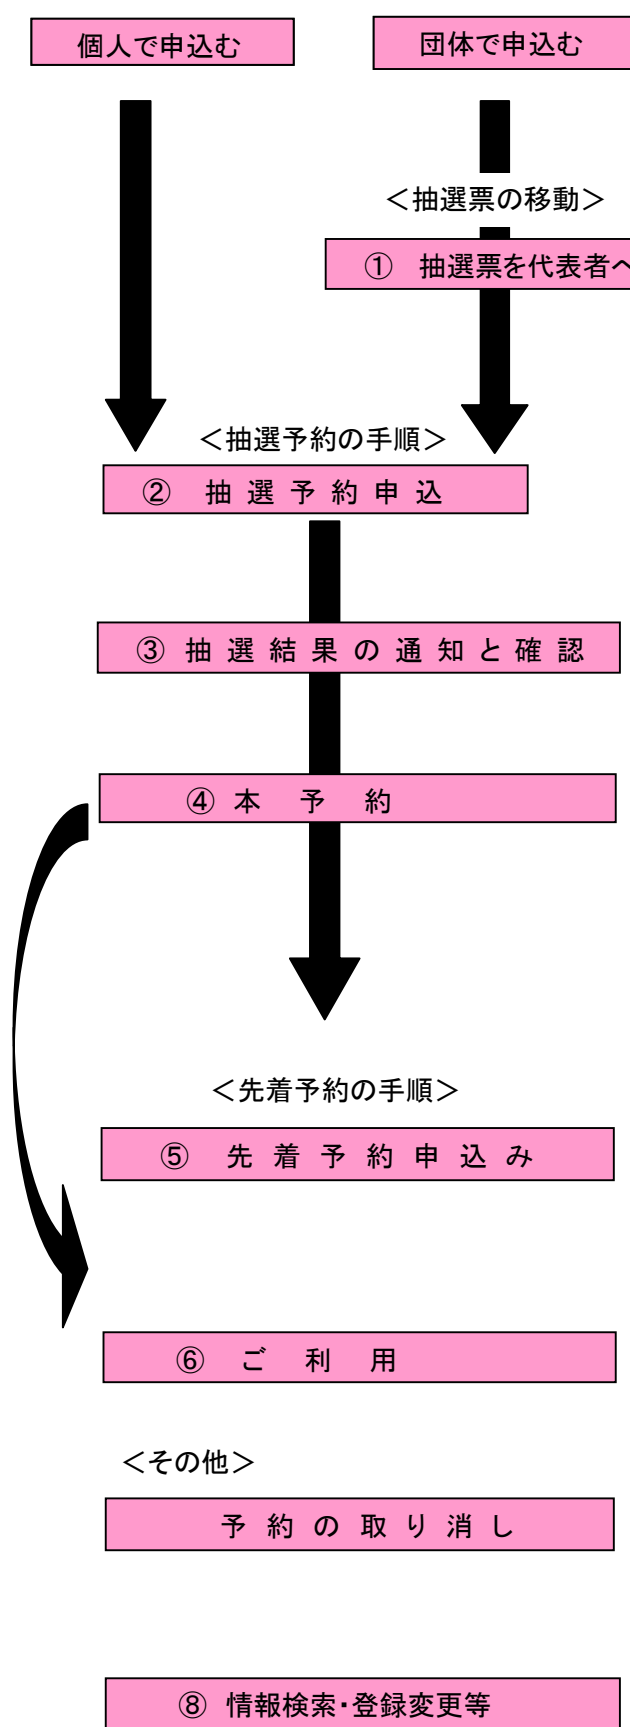 個人で申込む
団体で申込む
＜抽選票の移動＞
① 抽選票を代表者へ
＜抽選予約の手順＞
② 抽選予約申込
③ 抽選結果の通知と確認
④ 本予約
＜先着予約の手順＞
⑤ 先着予約申込み
⑥ ご利用
＜その他＞
予約の取り消し
⑧ 情報検索・登録変更等